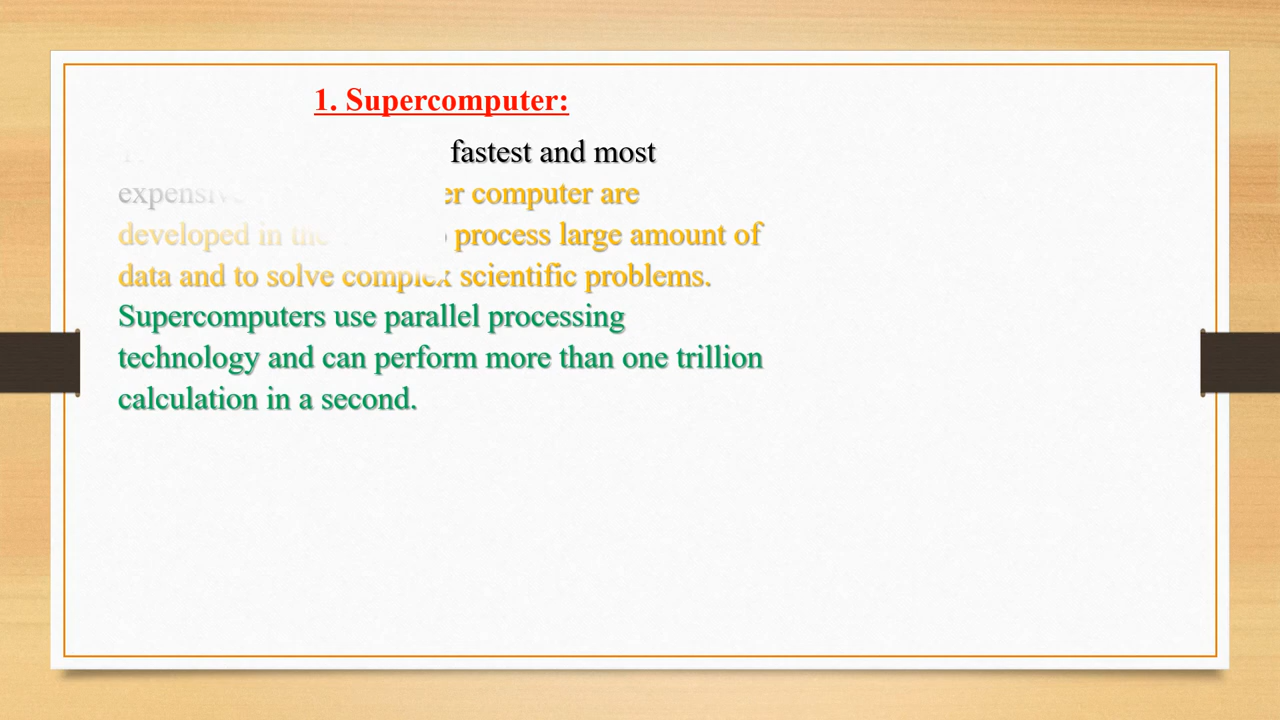 1. Supercomputer:
fastest and most
expensive computer are
developed in the process large amount of
data and to solve complex scientific problems.
Supercomputers use parallel processing
technology and can perform more than one trillion
calculation in a second.